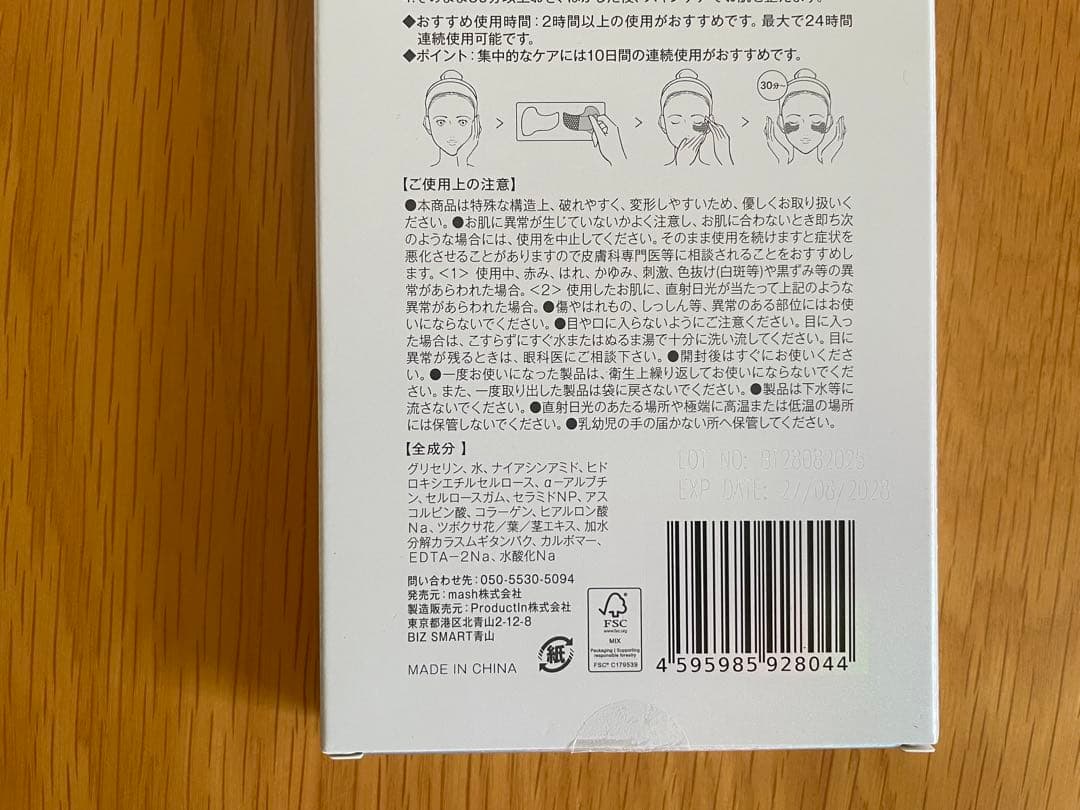 ◆おすすめ使用時間：2時間以上の使用がおすすめです。最大で24時間
連続使用可能です。
◆ポイント：集中的なケアには10日間の連続使用がおすすめです。
30分~
【ご使用上の注意】
●本商品は特殊な構造上、破れやすく、変形しやすいため、優しくお取り扱いく
ださい。●お肌に異常が生じていないかよく注意し、お肌に合わないとき即ち次
のような場合には、使用を中止してください。そのまま使用を続けますと症状を
悪化させることがありますので皮膚科専門医等に相談されることをおすすめし
ます。<1> 使用中、赤み、はれ、かゆみ、刺激、色抜け(白斑等)や黒ずみ等の異
常があらわれた場合。<2> 使用したお肌に、直射日光が当たって上記のような
異常があらわれた場合。●傷やはれもの、しっしん等、異常のある部位にはお使
いにならないでください。●目や口に入らないようにご注意ください。目に入っ
た場合は、こすらずにすぐ水またはぬるま湯で十分に洗い流してください。目に
異常が残るときは、眼科医にご相談下さい。●開封後はすぐにお使いくださ
い。●一度お使いになった製品は、衛生上繰り返してお使いにならないでくだ
さい。また、一度取り出した製品は袋に戻さないでください。●製品は下水等に
流さないでください。●直射日光のあたる場所や極端に高温または低温の場所
には保管しないでください。●乳幼児の手の届かない所へ保管してください。
【全成分 】
グリセリン、水、ナイアシンアミド、ヒド
ロキシエチルセルロース、α-アルブチ
ン、セルロースガム、セラミドNP、アス
コルビン酸、コラーゲン、ヒアルロン酸
Na、ツボクサ花／葉／茎エキス、加水
分解カラスムギタンパク、カルボマー、
EDTA-2Na、水酸化Na
LOT NO: BT28082025
EXP DATE: 27/08/2028
問い合わせ先：050-5530-5094
発売元：mash株式会社
製造販売元：ProductIn株式会社
東京都港区北青山2-12-8
BIZ SMART青山
MADE IN CHINA
紙
FSC
www.fsc.org
MIX
Packaging | Supporting
responsible forestry
FSC® C179539
4 595985 928044